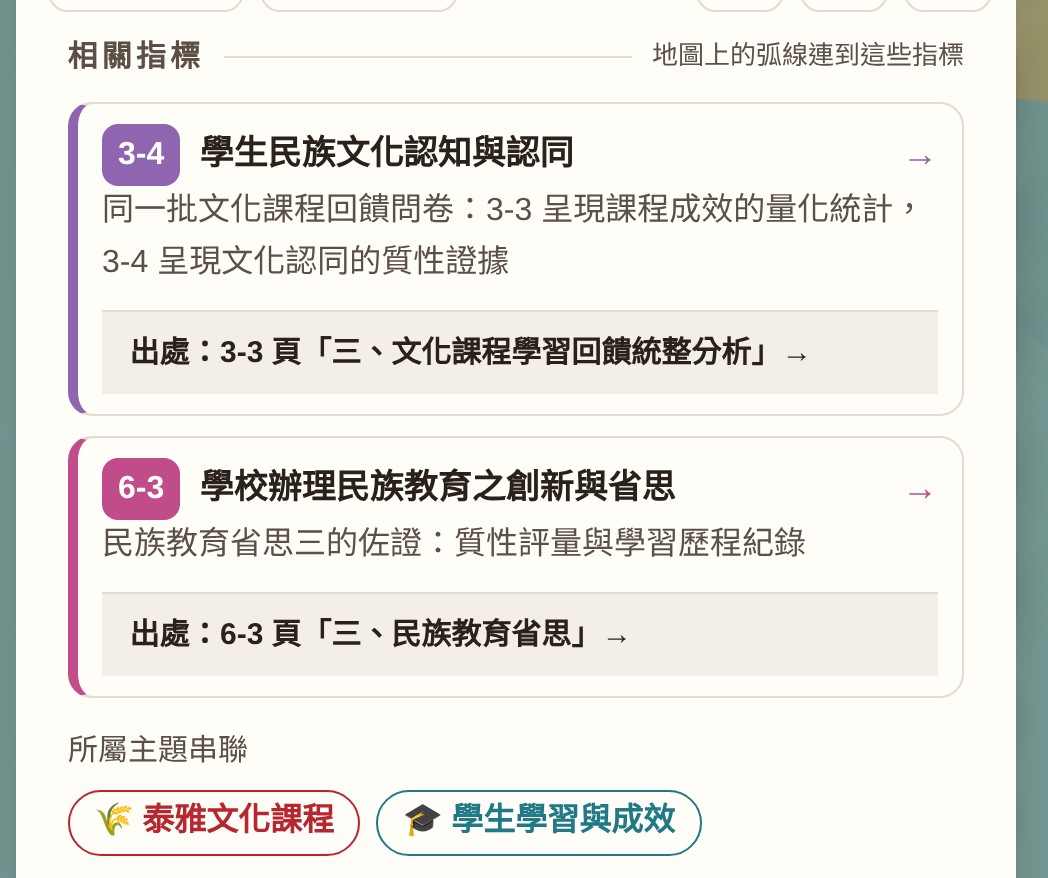 相關指標
地圖上的弧線連到這些指標
3-4 學生民族文化認知與認同 →
同一批文化課程回饋問卷：3-3 呈現課程成效的量化統計，
3-4 呈現文化認同的質性證據
出處：3-3 頁「三、文化課程學習回饋統整分析」→
6-3 學校辦理民族教育之創新與省思 →
民族教育省思三的佐證：質性評量與學習歷程紀錄
出處：6-3 頁「三、民族教育省思」→
所屬主題串聯
🌾 泰雅文化課程
🎓 學生學習與成效